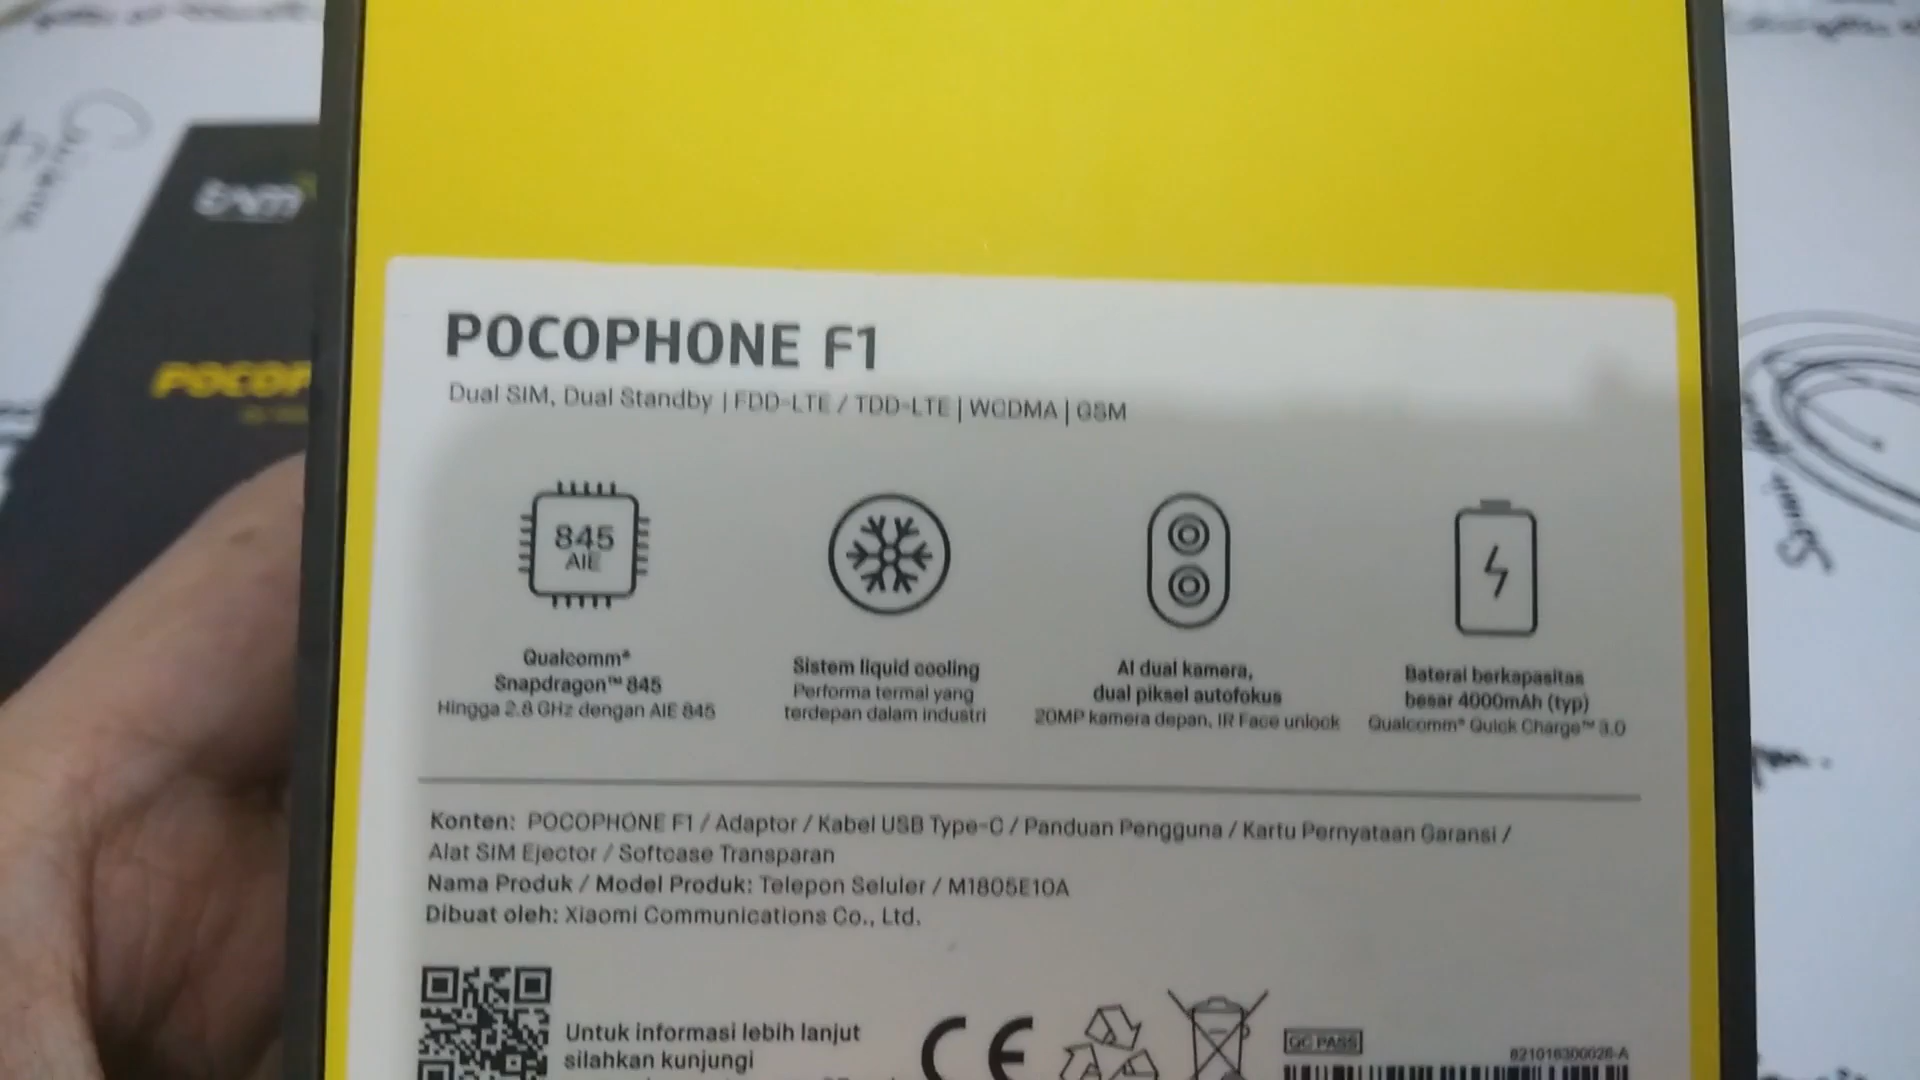 POCOPHONE F1
Dual SIM, Dual Standby | FDD-LTE / TDD-LTE | WCDMA | GSM
845
AIE
Qualcomm®
Snapdragon™ 845
Hingga 2.8 GHz dengan AIE 845
Sistem liquid cooling
Performa termal yang
terdepan dalam industri
AI dual kamera,
dual piksel autofokus
20MP kamera depan, IR Face unlock
Baterai berkapasitas
besar 4000mAh (typ)
Qualcomm® Quick Charge™ 3.0
Konten: POCOPHONE F1 / Adaptor / Kabel USB Type-C / Panduan Pengguna / Kartu Pernyataan Garansi /
Alat SIM Ejector / Softcase Transparan
Nama Produk / Model Produk: Telepon Seluler / M1805E10A
Dibuat oleh: Xiaomi Communications Co., Ltd.
Untuk informasi lebih lanjut
silahkan kunjungi
CE
QC PASS
821016300026-A
POCOP